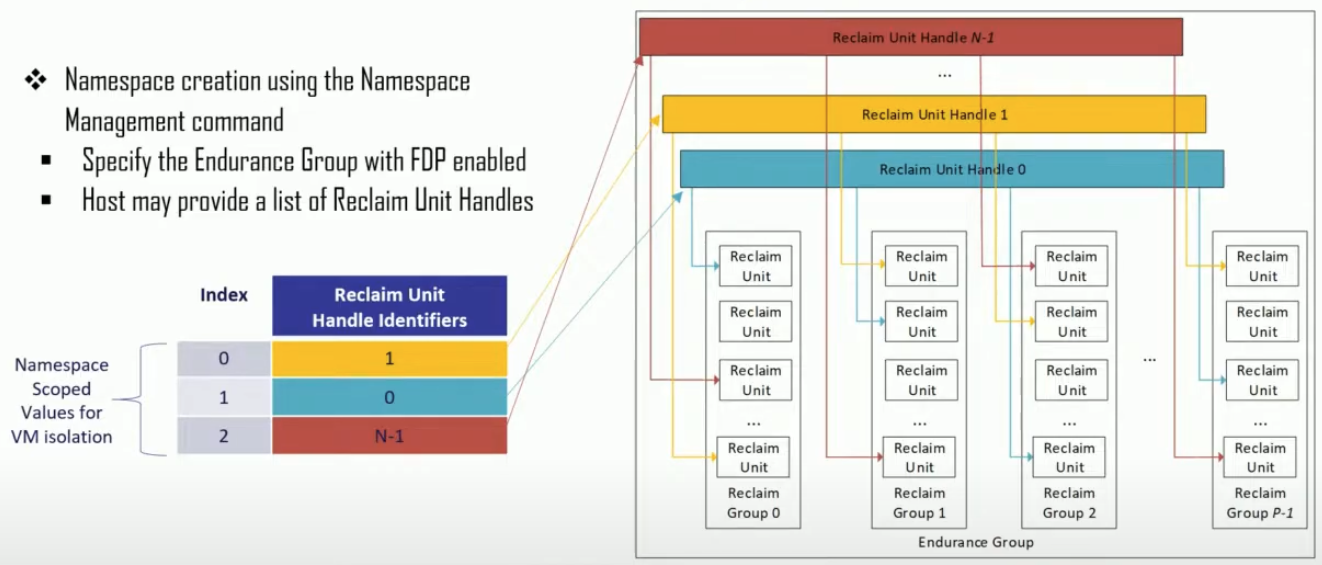 ❖ Namespace creation using the Namespace
Management command
▪ Specify the Endurance Group with FDP enabled
▪ Host may provide a list of Reclaim Unit Handles
Index
Reclaim Unit
Handle Identifiers
0 1
1 0
2 N-1
Namespace
Scoped
Values for
VM isolation
Reclaim Unit Handle N-1
...
Reclaim Unit Handle 1
Reclaim Unit Handle 0
Reclaim
Unit
Reclaim
Unit
Reclaim
Unit
...
Reclaim
Unit
Reclaim
Group 0
Reclaim
Unit
Reclaim
Unit
Reclaim
Unit
...
Reclaim
Unit
Reclaim
Group 1
Reclaim
Unit
Reclaim
Unit
Reclaim
Unit
...
Reclaim
Unit
Reclaim
Group 2
...
Reclaim
Unit
Reclaim
Unit
Reclaim
Unit
...
Reclaim
Unit
Reclaim
Group P-1
Endurance Group